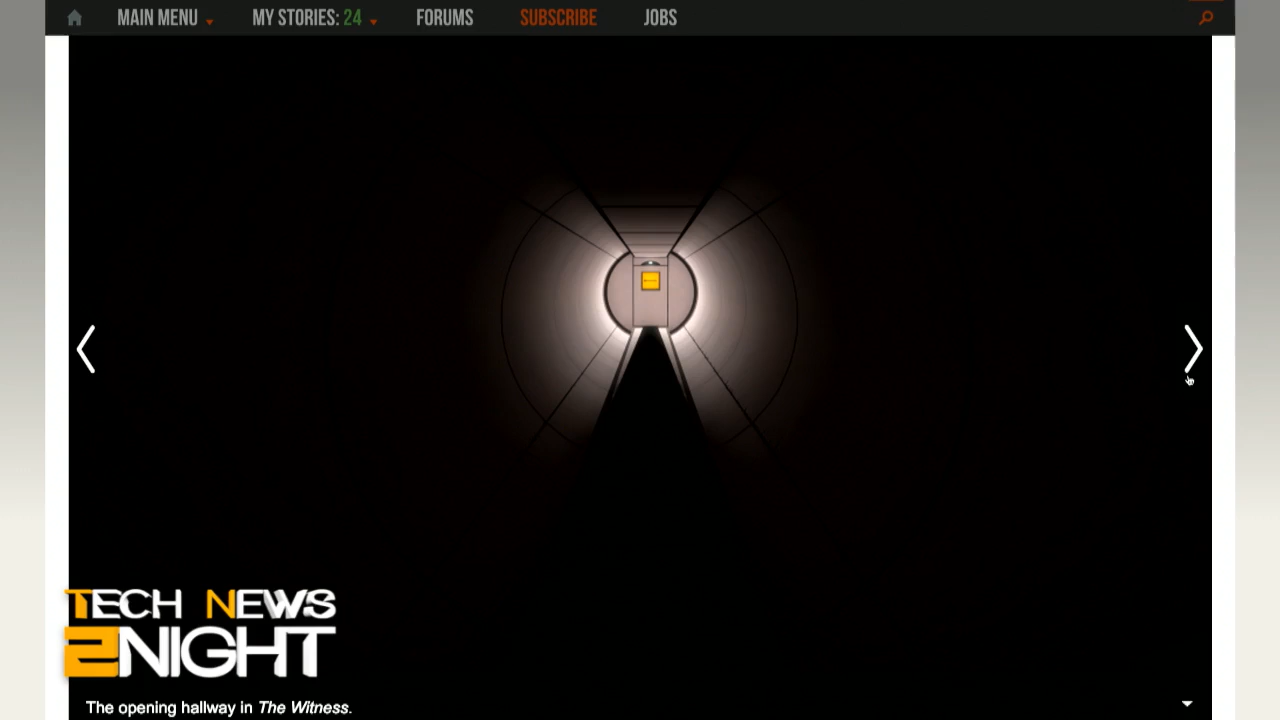 MAIN MENU
MY STORIES: 24
FORUMS
SUBSCRIBE
JOBS
TECH NEWS
2NIGHT
The opening hallway in The Witness.